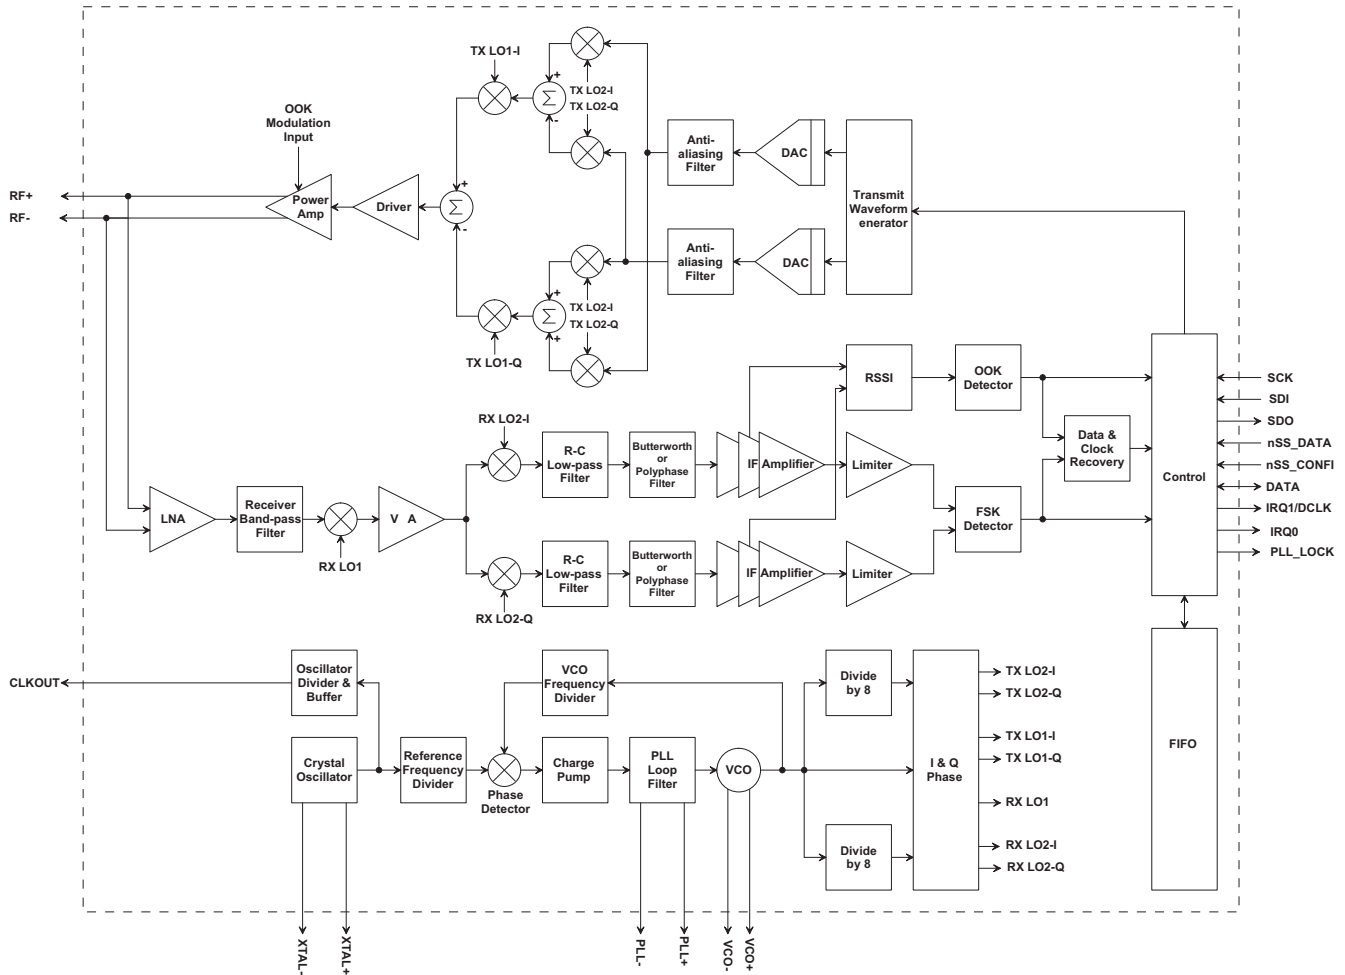 TX LO1-I
+
TX LO2-I
TX LO2-Q
Σ
-
OOK
Modulation
Input
Anti-
aliasing
Filter
DAC
RF+
RF-
Power
Amp
Driver
+
Σ
-
Transmit
Waveform
enerator
Anti-
aliasing
Filter
DAC
+
TX LO2-I
TX LO2-Q
Σ
+
TX LO1-Q
RSSI
OOK
Detector
SCK
SDI
SDO
nSS_DATA
nSS_CONFI
DATA
IRQ1/DCLK
IRQ0
PLL_LOCK
RX LO2-I
R-C
Low-pass
Filter
Butterworth
or
Polyphase
Filter
IF Amplifier
Limiter
Data &
Clock
Recovery
Control
LNA
Receiver
Band-pass
Filter
RX LO1
V A
FSK
Detector
R-C
Low-pass
Filter
Butterworth
or
Polyphase
Filter
IF Amplifier
Limiter
RX LO2-Q
CLKOUT
Oscillator
Divider &
Buffer
VCO
Frequency
Divider
Divide
by 8
TX LO2-I
TX LO2-Q
TX LO1-I
TX LO1-Q
RX LO1
RX LO2-I
RX LO2-Q
Crystal
Oscillator
Reference
Frequency
Divider
Phase
Detector
Charge
Pump
PLL
Loop
Filter
VCO
I & Q
Phase
FIFO
Divide
by 8
XTAL-
XTAL+
PLL-
PLL+
VCO-
VCO+